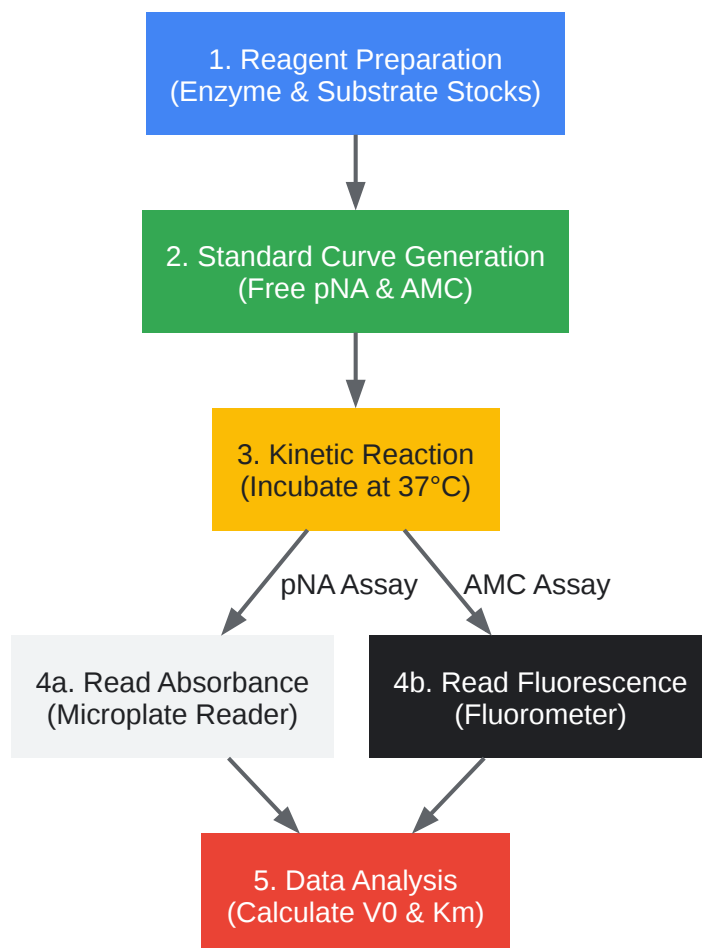 1. Reagent Preparation
(Enzyme & Substrate Stocks)
2. Standard Curve Generation
(Free pNA & AMC)
3. Kinetic Reaction
(Incubate at 37°C)
pNA Assay
AMC Assay
4a. Read Absorbance
(Microplate Reader)
4b. Read Fluorescence
(Fluorometer)
5. Data Analysis
(Calculate V0 & Km)